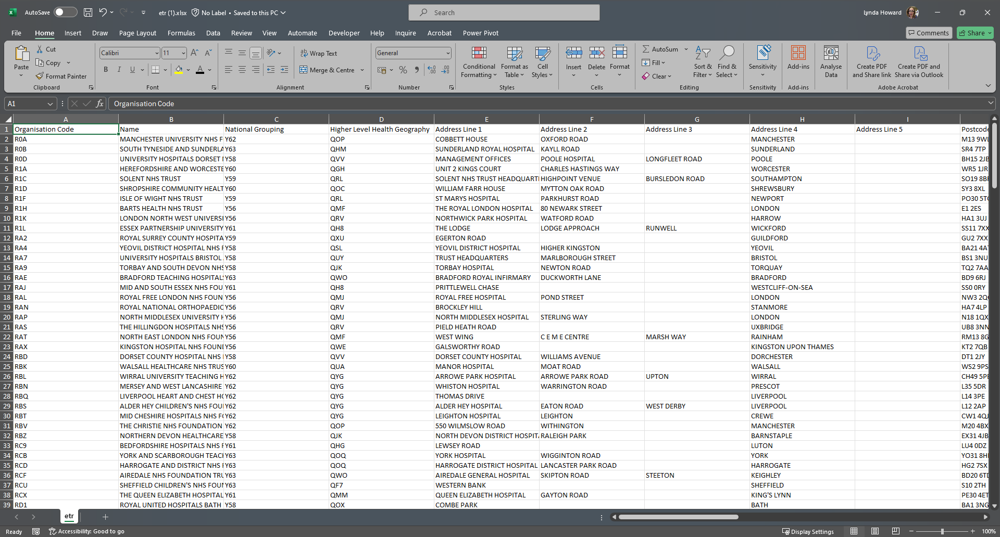 AutoSave
etr (1).xlsx
No Label • Saved to this PC
Search
Lynda Howard
File Home Insert Draw Page Layout Formulas Data Review View Automate Developer Help Inquire Acrobat Power Pivot
Comments Share
Paste Cut Copy Format Painter Clipboard
Calibri 11 B I U A Font
Wrap Text Merge & Centre Alignment
General % Number
Conditional Formatting Format as Table Cell Styles Styles
Insert Delete Format Cells
AutoSum Fill Clear Sort & Filter Find & Select Editing
Sensitivity Sensitivity
Add-ins Add-ins
Analyse Data
Create PDF and Share link Create PDF and Share via Outlook Adobe Acrobat
A1 fx Organisation Code
A B C D E F G H I
1 Organisation Code Name National Grouping Higher Level Health Geography Address Line 1 Address Line 2 Address Line 3 Address Line 4 Address Line 5 Postcode
2 R0A MANCHESTER UNIVERSITY NHS F Y62 QOP COBBETT HOUSE OXFORD ROAD MANCHESTER M13 9WL
3 R0B SOUTH TYNESIDE AND SUNDERLA Y63 QHM SUNDERLAND ROYAL HOSPITAL KAYLL ROAD SUNDERLAND SR4 7TP
4 R0D UNIVERSITY HOSPITALS DORSET Y58 QVV MANAGEMENT OFFICES POOLE HOSPITAL LONGFLEET ROAD POOLE BH15 2JB
5 R1A HEREFORDSHIRE AND WORCESTE Y60 QGH UNIT 2 KINGS COURT CHARLES HASTINGS WAY WORCESTER WR5 1JR
6 R1C SOLENT NHS TRUST Y59 QRL SOLENT NHS TRUST HEADQUART HIGHPOINT VENUE BURSLEDON ROAD SOUTHAMPTON SO19 8B
7 R1D SHROPSHIRE COMMUNITY HEALT Y60 QOC WILLIAM FARR HOUSE MYTTON OAK ROAD SHREWSBURY SY3 8XL
8 R1F ISLE OF WIGHT NHS TRUST Y59 QRL ST MARYS HOSPITAL PARKHURST ROAD NEWPORT PO30 5T
9 R1H BARTS HEALTH NHS TRUST Y56 QMF THE ROYAL LONDON HOSPITAL 80 NEWARK STREET LONDON E1 2ES
10 R1K LONDON NORTH WEST UNIVERSI Y56 QRV NORTHWICK PARK HOSPITAL WATFORD ROAD HARROW HA1 3UJ
11 R1L ESSEX PARTNERSHIP UNIVERSITY Y61 QH8 THE LODGE LODGE APPROACH RUNWELL WICKFORD SS11 7XX
12 RA2 ROYAL SURREY COUNTY HOSPITA Y59 QXU EGERTON ROAD GUILDFORD GU2 7XX
13 RA4 YEOVIL DISTRICT HOSPITAL NHS F Y58 QSL YEOVIL DISTRICT HOSPITAL HIGHER KINGSTON YEOVIL BA21 4A
14 RA7 UNIVERSITY HOSPITALS BRISTOL Y58 QUY TRUST HEADQUARTERS MARLBOROUGH STREET BRISTOL BS1 3NU
15 RA9 TORBAY AND SOUTH DEVON NHS Y58 QJK TORBAY HOSPITAL NEWTON ROAD TORQUAY TQ2 7AA
16 RAE BRADFORD TEACHING HOSPITALS Y63 QWO BRADFORD ROYAL INFIRMARY DUCKWORTH LANE BRADFORD BD9 6RJ
17 RAJ MID AND SOUTH ESSEX NHS FOU Y61 QH8 PRITTLEWELL CHASE WESTCLIFF-ON-SEA SS0 0RY
18 RAL ROYAL FREE LONDON NHS FOUN Y56 QMJ ROYAL FREE HOSPITAL POND STREET LONDON NW3 2Q
19 RAN ROYAL NATIONAL ORTHOPAEDIC Y56 QRV BROCKLEY HILL STANMORE HA7 4LP
20 RAP NORTH MIDDLESEX UNIVERSITY H Y56 QMJ NORTH MIDDLESEX HOSPITAL STERLING WAY LONDON N18 1QX
21 RAS THE HILLINGDON HOSPITALS NHS Y56 QRV PIELD HEATH ROAD UXBRIDGE UB8 3NN
22 RAT NORTH EAST LONDON NHS FOUN Y56 QMF WEST WING C E M E CENTRE MARSH WAY RAINHAM RM13 8G
23 RAX KINGSTON HOSPITAL NHS FOUN Y56 QWE GALSWORTHY ROAD KINGSTON UPON THAMES KT2 7QB
24 RBD DORSET COUNTY HOSPITAL NHS Y58 QVV DORSET COUNTY HOSPITAL WILLIAMS AVENUE DORCHESTER DT1 2JY
25 RBK WALSALL HEALTHCARE NHS TRUS Y60 QUA MANOR HOSPITAL MOAT ROAD WALSALL WS2 9PS
26 RBL WIRRAL UNIVERSITY TEACHING H Y62 QYG ARROWE PARK HOSPITAL ARROWE PARK ROAD UPTON WIRRAL CH49 5PE
27 RBN MERSEY AND WEST LANCASHIRE Y62 QYG WHISTON HOSPITAL WARRINGTON ROAD PRESCOT L35 5DR
28 RBQ LIVERPOOL HEART AND CHEST HO Y62 QYG THOMAS DRIVE LIVERPOOL L14 3PE
29 RBS ALDER HEY CHILDREN'S NHS FOU Y62 QYG ALDER HEY HOSPITAL EATON ROAD WEST DERBY LIVERPOOL L12 2AP
30 RBT MID CHESHIRE HOSPITALS NHS F Y62 QYG LEIGHTON HOSPITAL LEIGHTON CREWE CW1 4QJ
31 RBV THE CHRISTIE NHS FOUNDATION Y62 QOP 550 WILMSLOW ROAD WITHINGTON MANCHESTER M20 4BX
32 RBZ NORTHERN DEVON HEALTHCARE Y58 QJK NORTH DEVON DISTRICT HOSPIT RALEIGH PARK BARNSTAPLE EX31 4JB
33 RC9 BEDFORDSHIRE HOSPITALS NHS F Y61 QHG LEWSEY ROAD LUTON LU4 0DZ
34 RCB YORK AND SCARBOROUGH TEACH Y63 QOQ YORK HOSPITAL WIGGINTON ROAD YORK YO31 8H
35 RCD HARROGATE AND DISTRICT NHS F Y63 QOQ HARROGATE DISTRICT HOSPITAL LANCASTER PARK ROAD HARROGATE HG2 7SX
36 RCF AIREDALE NHS FOUNDATION TRU Y63 QWO AIREDALE GENERAL HOSPITAL SKIPTON ROAD STEETON KEIGHLEY BD20 6T
37 RCU SHEFFIELD CHILDREN'S NHS FOUN Y63 QF7 WESTERN BANK SHEFFIELD S10 2TH
38 RCX THE QUEEN ELIZABETH HOSPITAL Y61 QMM QUEEN ELIZABETH HOSPITAL GAYTON ROAD KING'S LYNN PE30 4ET
39 RD1 ROYAL UNITED HOSPITALS BATH Y58 QOX COMBE PARK BATH BA1 3NG
etr
Ready Accessibility: Good to go Display Settings 100%